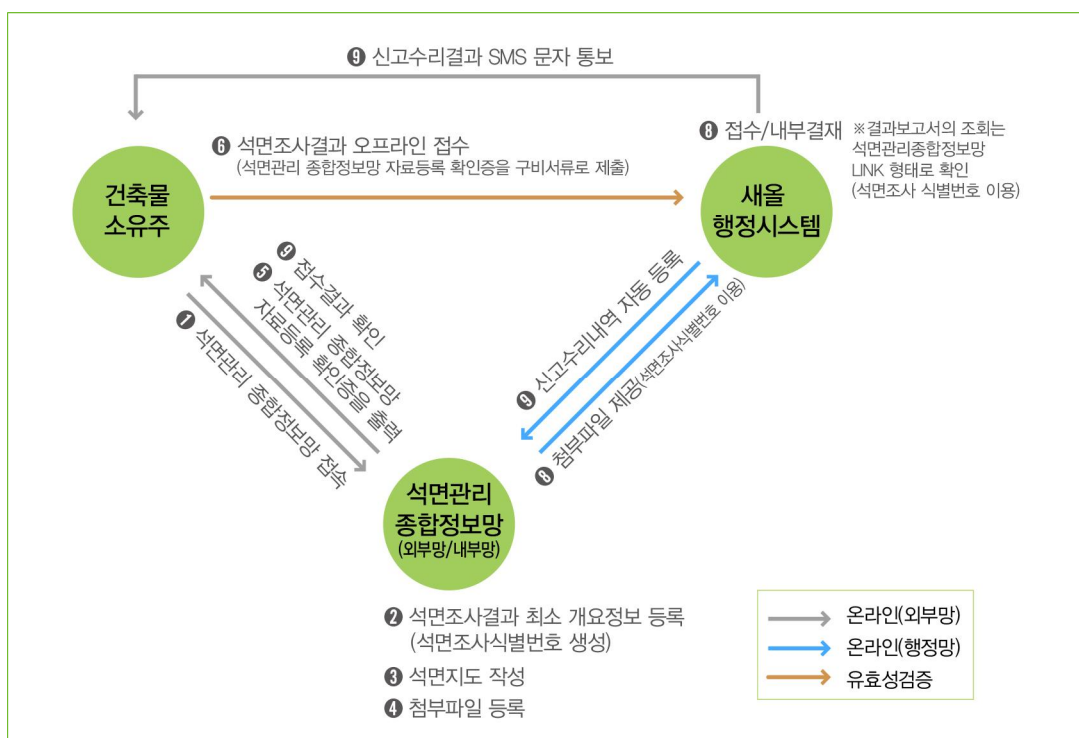 ❾ 신고수리결과 SMS 문자 통보
❻ 석면조사결과 오프라인 접수
(석면관리 종합정보망 자료등록 확인증을 구비서류로 제출)
❽ 접수/내부결재
※결과보고서의 조회는
석면관리종합정보망
LINK 형태로 확인
(석면조사 식별번호 이용)
건축물
소유주
새올
행정시스템
❾ 접수결과 확인
❺ 석면관리 종합정보망
자료등록 확인증을 출력
❶ 석면관리 종합정보망 접속
❾ 신고수리내역 자동 등록
❽ 첨부파일 제공(석면조사식별번호 이용)
석면관리
종합정보망
(외부망/내부망)
❷ 석면조사결과 최소 개요정보 등록
(석면조사식별번호 생성)
❸ 석면지도 작성
❹ 첨부파일 등록
온라인(외부망)
온라인(행정망)
유효성검증